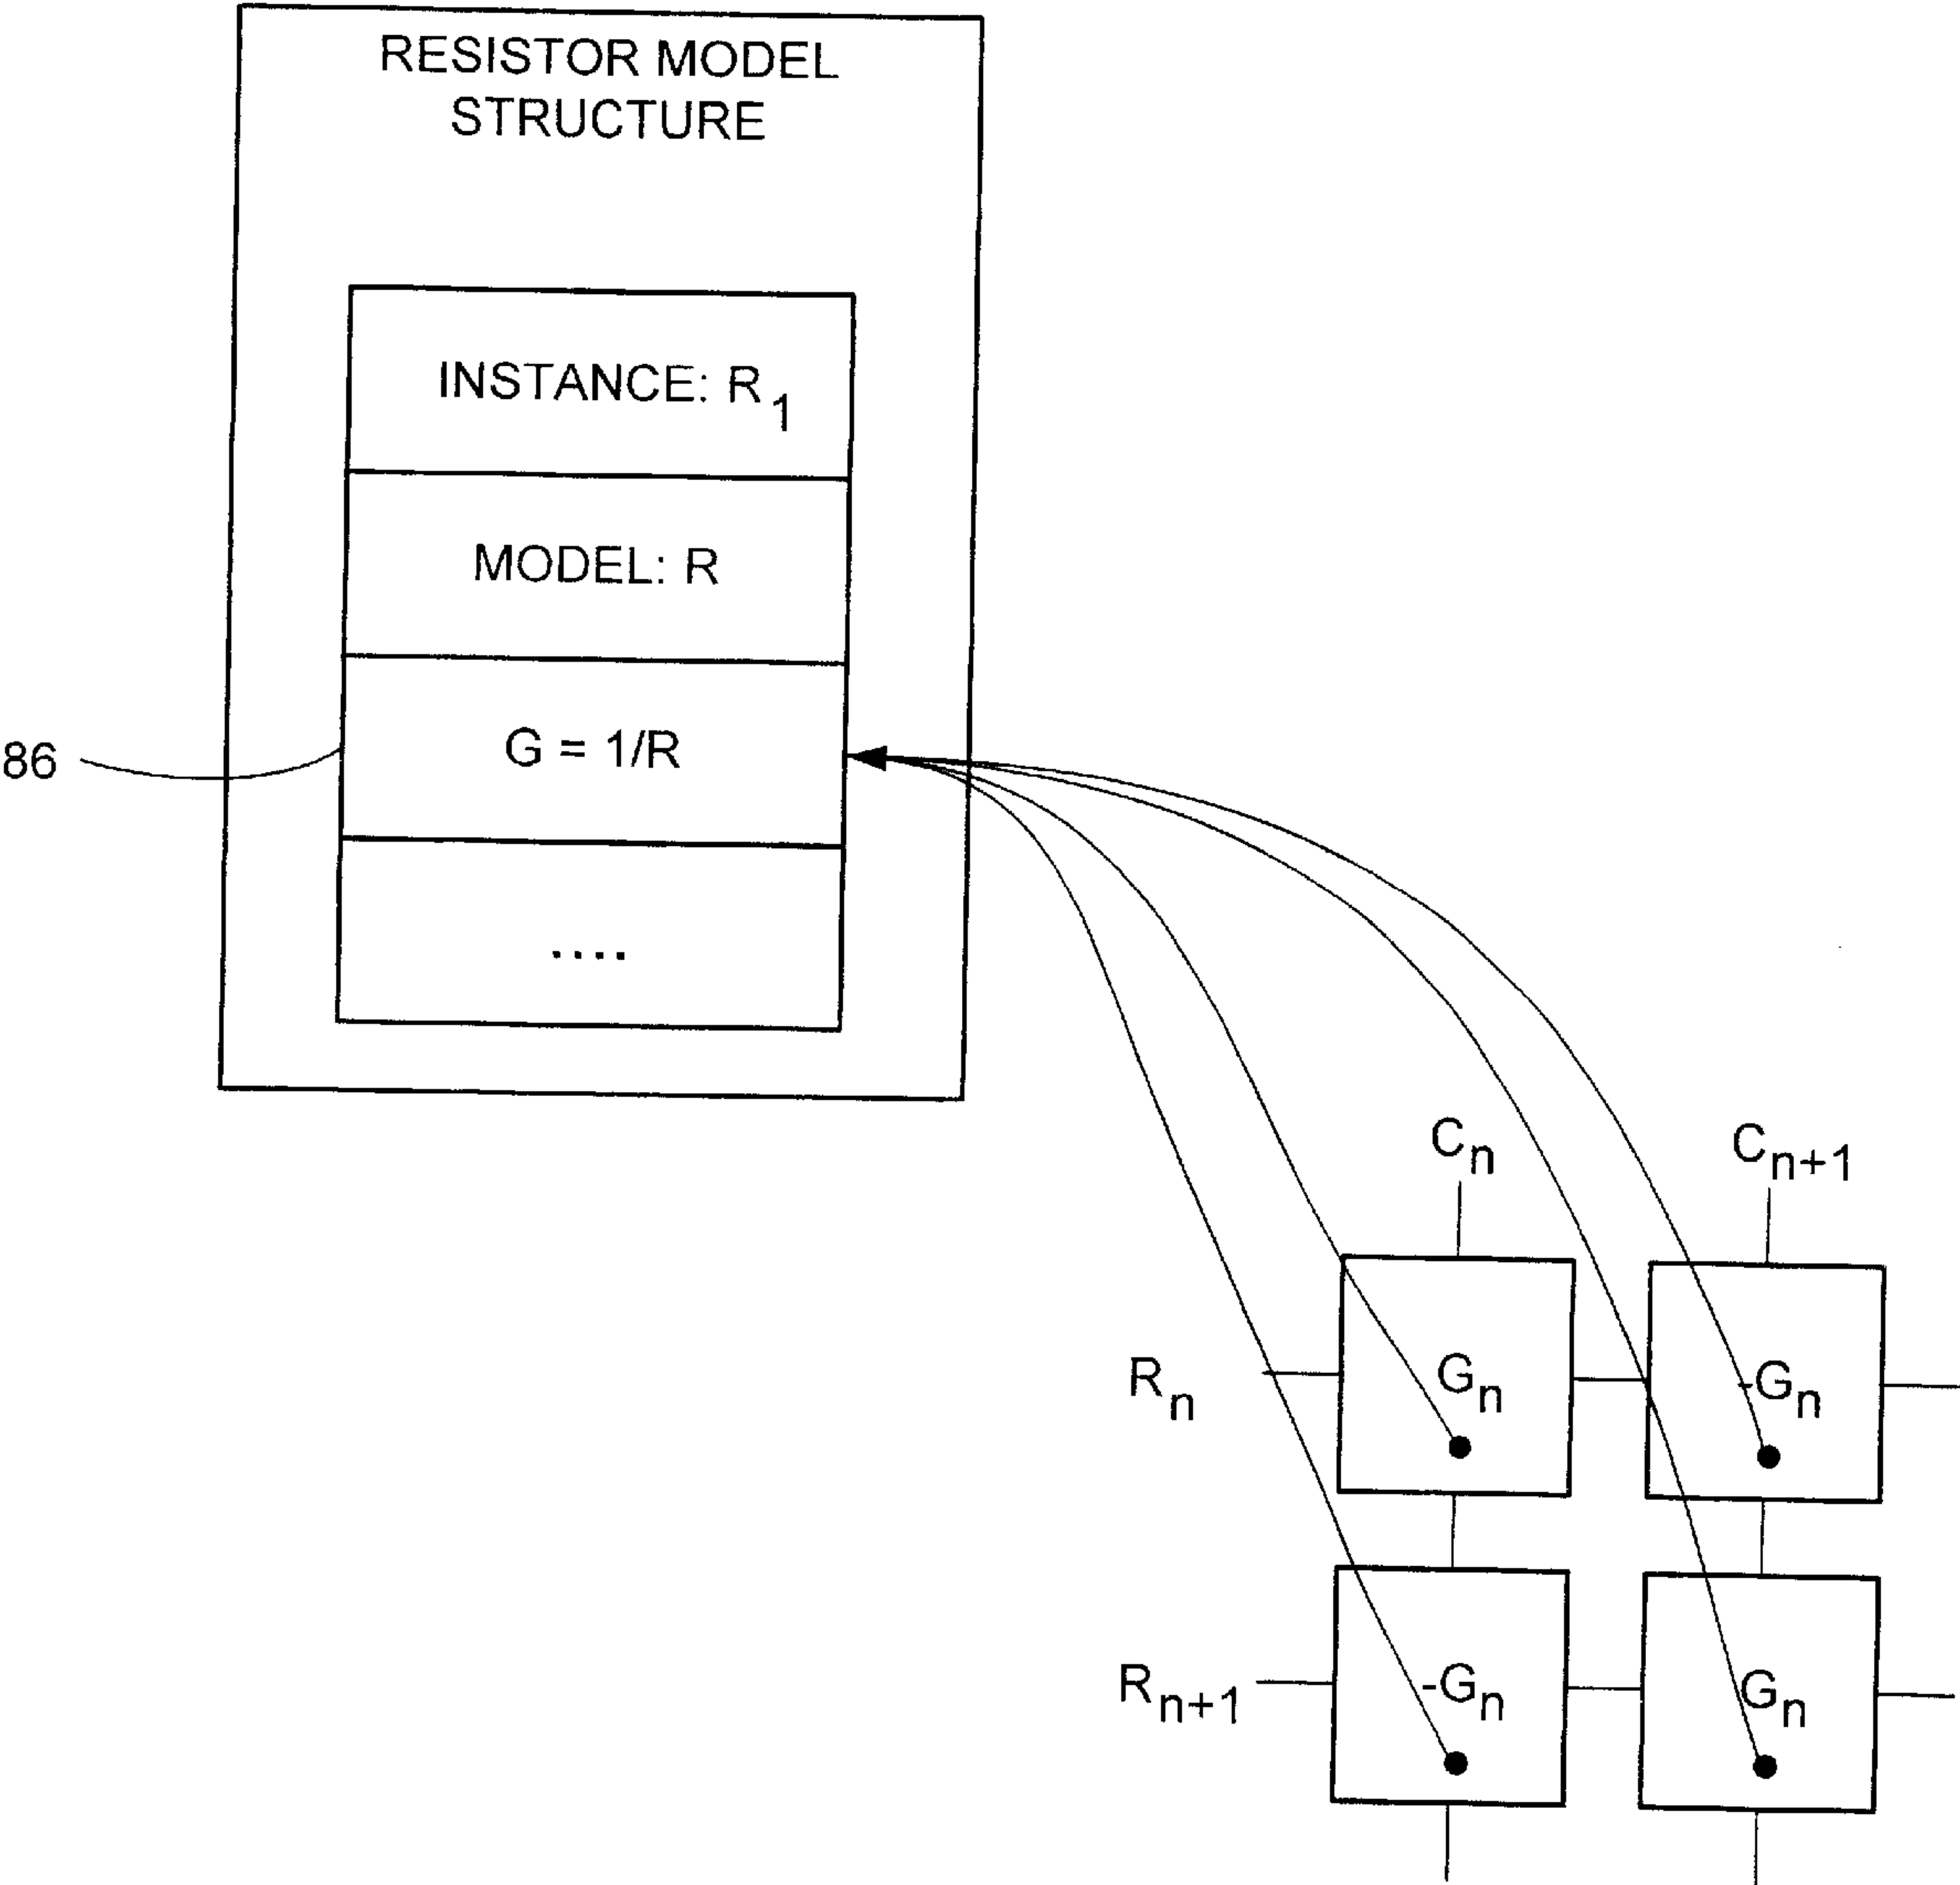 RESISTOR MODEL
STRUCTURE
INSTANCE: R₁
MODEL: R
86
G = 1/R
....
Cₙ
Cₙ₊₁
Rₙ
Gₙ
-Gₙ
Rₙ₊₁
-Gₙ
Gₙ